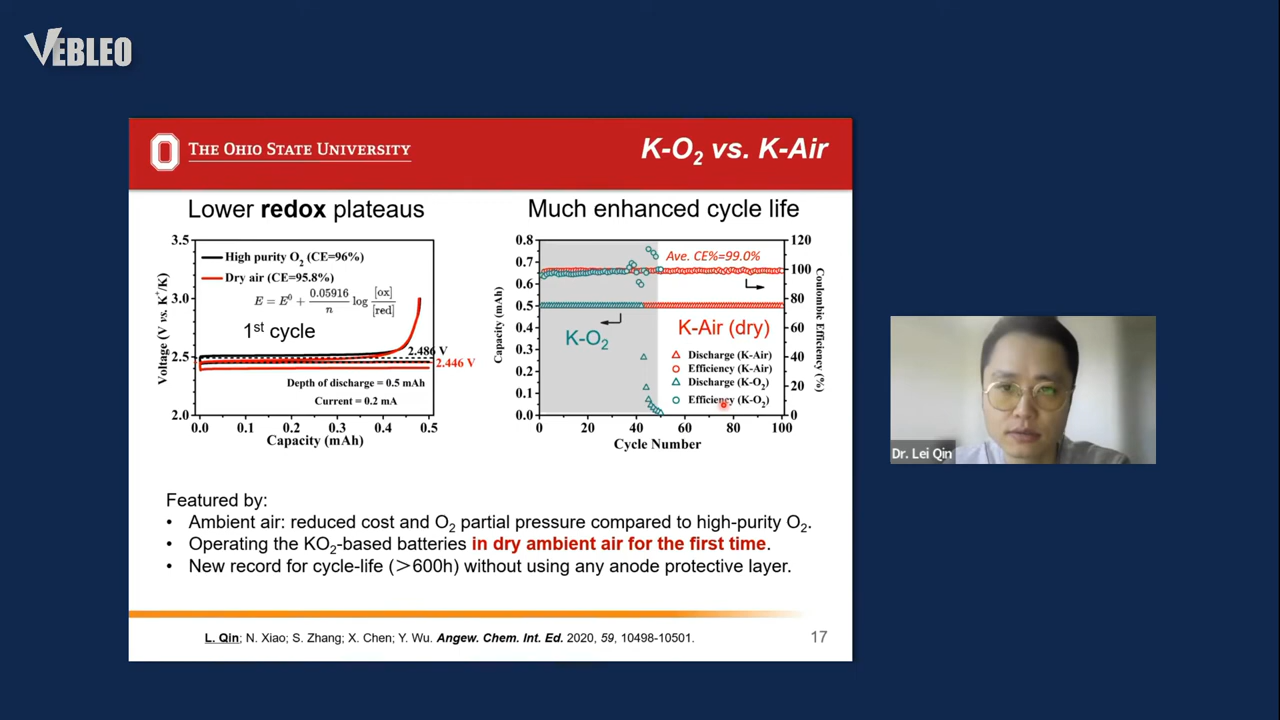 VEBLEO
THE OHIO STATE UNIVERSITY
K-O₂ vs. K-Air
Lower redox plateaus
3.5
3.0
2.5
2.0
Voltage (V vs. K⁺/K)
High purity O₂ (CE=96%)
Dry air (CE=95.8%)
E = E⁰ + 0.05916/n log [ox]/[red]
1st cycle
2.486 V
2.446 V
Depth of discharge = 0.5 mAh
Current = 0.2 mA
0.0 0.1 0.2 0.3 0.4 0.5
Capacity (mAh)
Much enhanced cycle life
0.8
0.7
0.6
0.5
0.4
0.3
0.2
0.1
0.0
Capacity (mAh)
Ave. CE%=99.0%
K-O₂
K-Air (dry)
Discharge (K-Air)
Efficiency (K-Air)
Discharge (K-O₂)
Efficiency (K-O₂)
120
100
80
60
40
20
0
Coulombic Efficiency (%)
0 20 40 60 80 100
Cycle Number
Featured by:
• Ambient air: reduced cost and O₂ partial pressure compared to high-purity O₂.
• Operating the KO₂-based batteries in dry ambient air for the first time.
• New record for cycle-life (>600h) without using any anode protective layer.
L. Qin; N. Xiao; S. Zhang; X. Chen; Y. Wu. Angew. Chem. Int. Ed. 2020, 59, 10498-10501.
17
Dr. Lei Qin